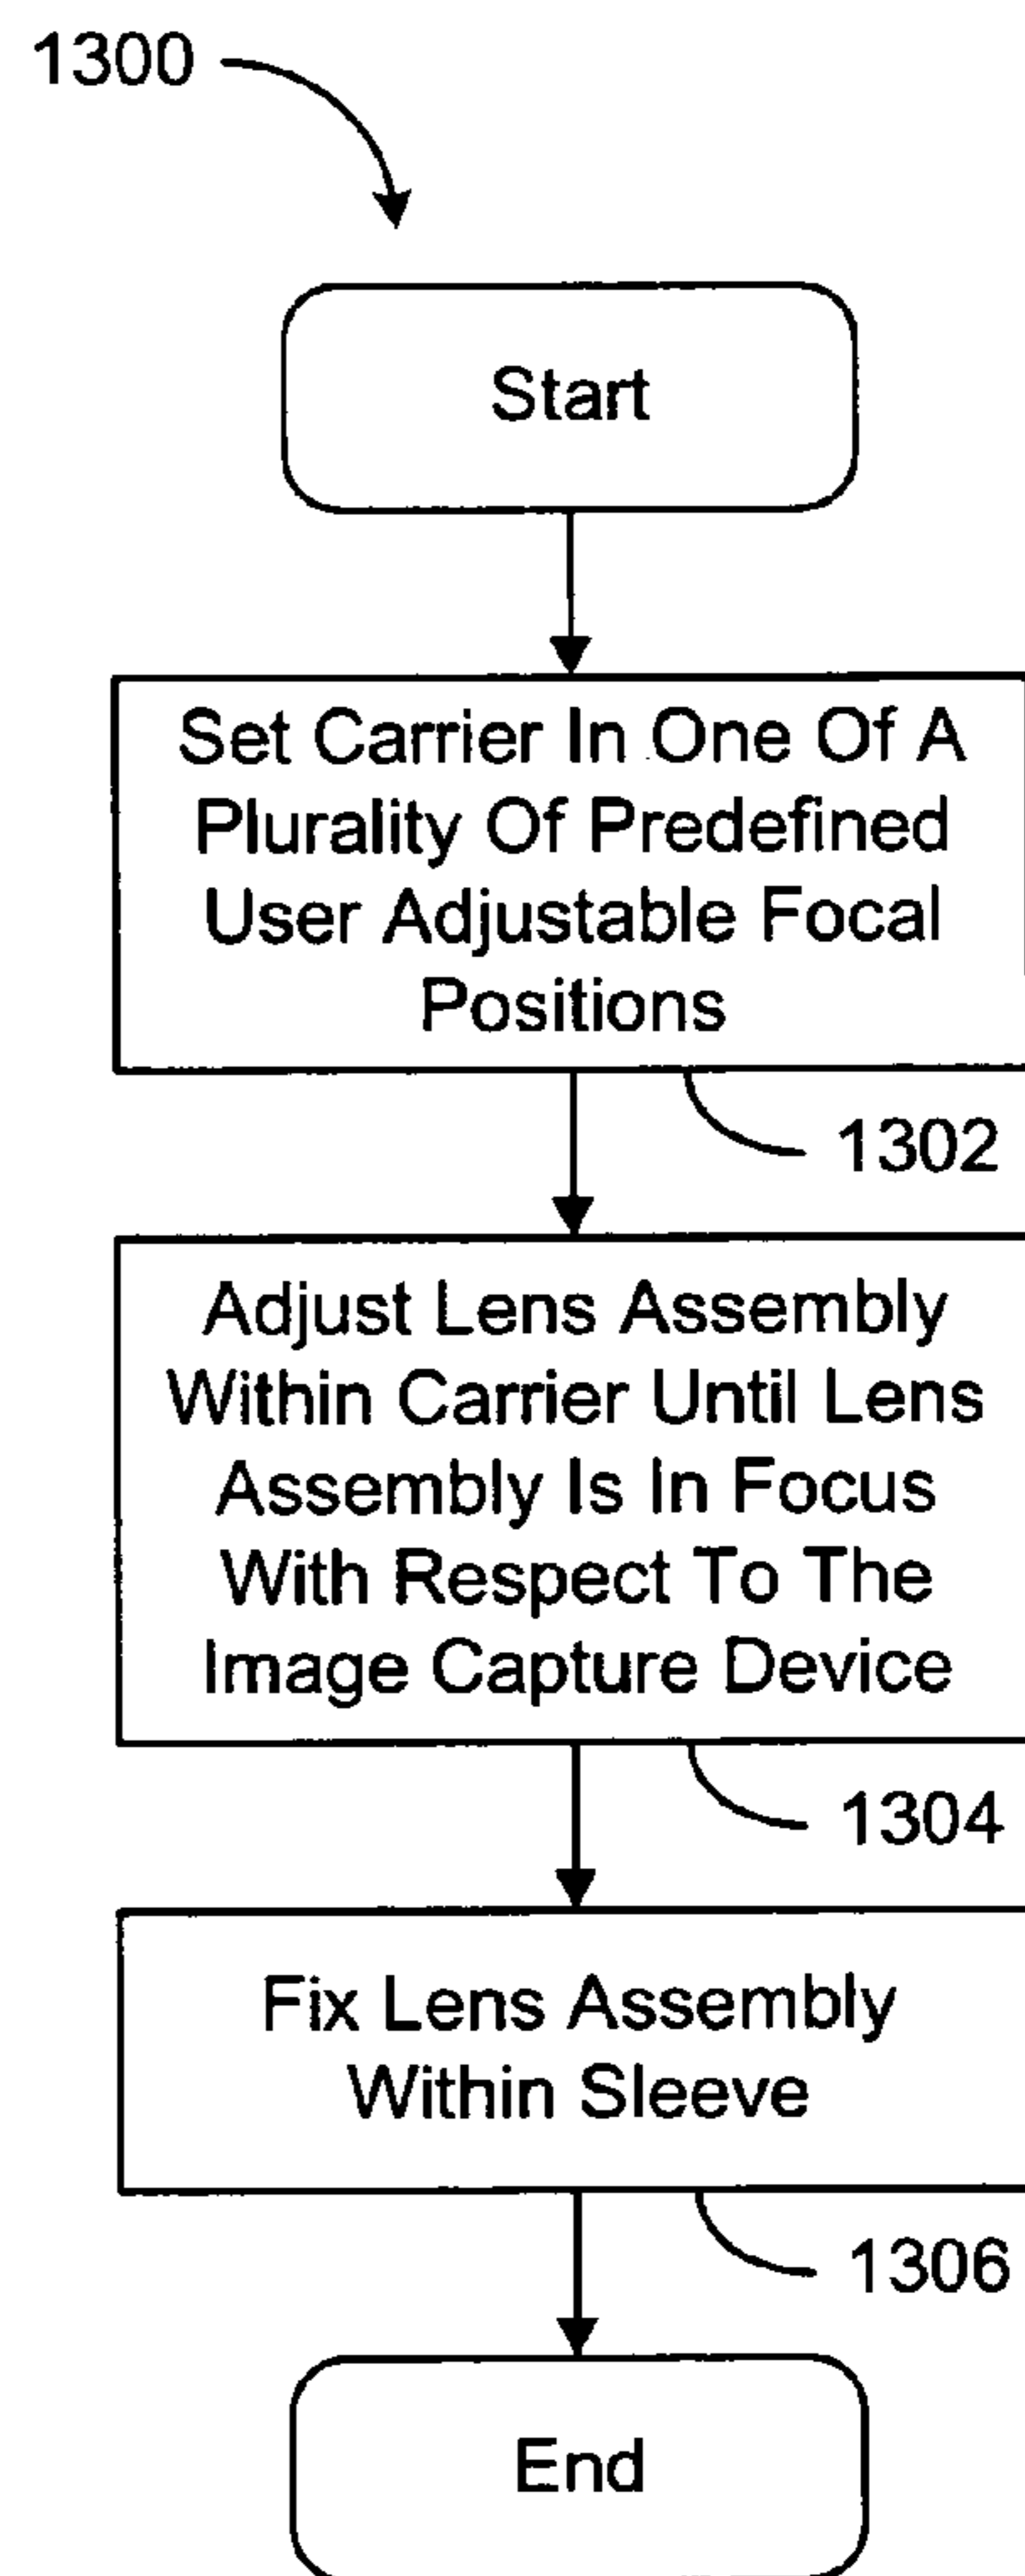 1300
Start
Set Carrier In One Of A
Plurality Of Predefined
User Adjustable Focal
Positions
1302
Adjust Lens Assembly
Within Carrier Until Lens
Assembly Is In Focus
With Respect To The
Image Capture Device
1304
Fix Lens Assembly
Within Sleeve
1306
End